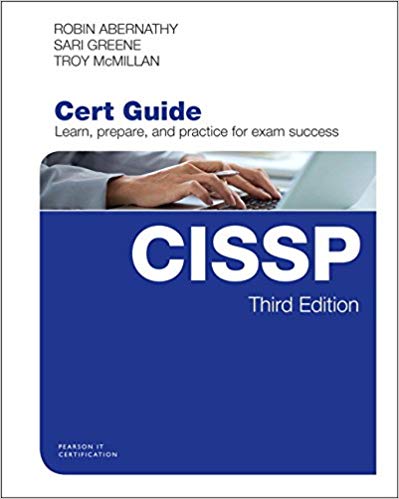 ROBIN ABERNATHY
SARI GREENE
TROY McMILLAN
Cert Guide
Learn, prepare, and practice for exam success
CISSP
Third Edition
PEARSON IT
CERTIFICATION